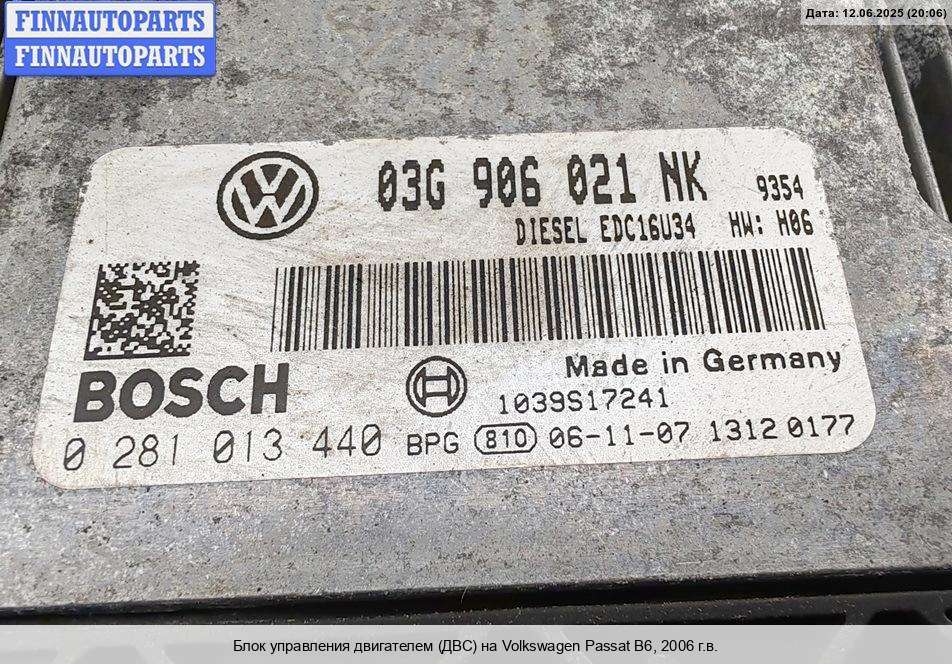 FINNAUTOPARTS
FINNAUTOPARTS
Дата: 12.06.2025 (20:06)
03G 906 021 NK 9354
DIESEL EDC16U34 HW: H06
BOSCH
Made in Germany
1039S17241
0 281 013 440 BPG 810 06-11-07 1312 0177
Блок управления двигателем (ДВС) на Volkswagen Passat B6, 2006 г.в.